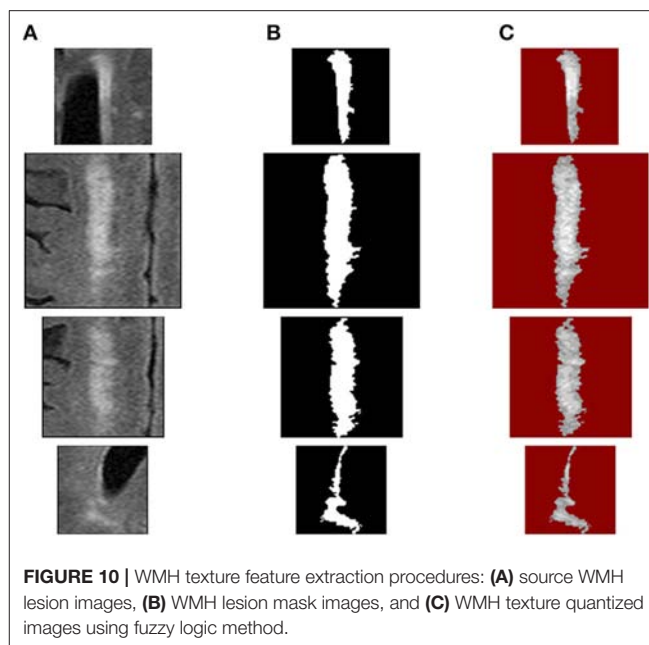 A
B
C
FIGURE 10 | WMH texture feature extraction procedures: (A) source WMH
lesion images, (B) WMH lesion mask images, and (C) WMH texture quantized
images using fuzzy logic method.